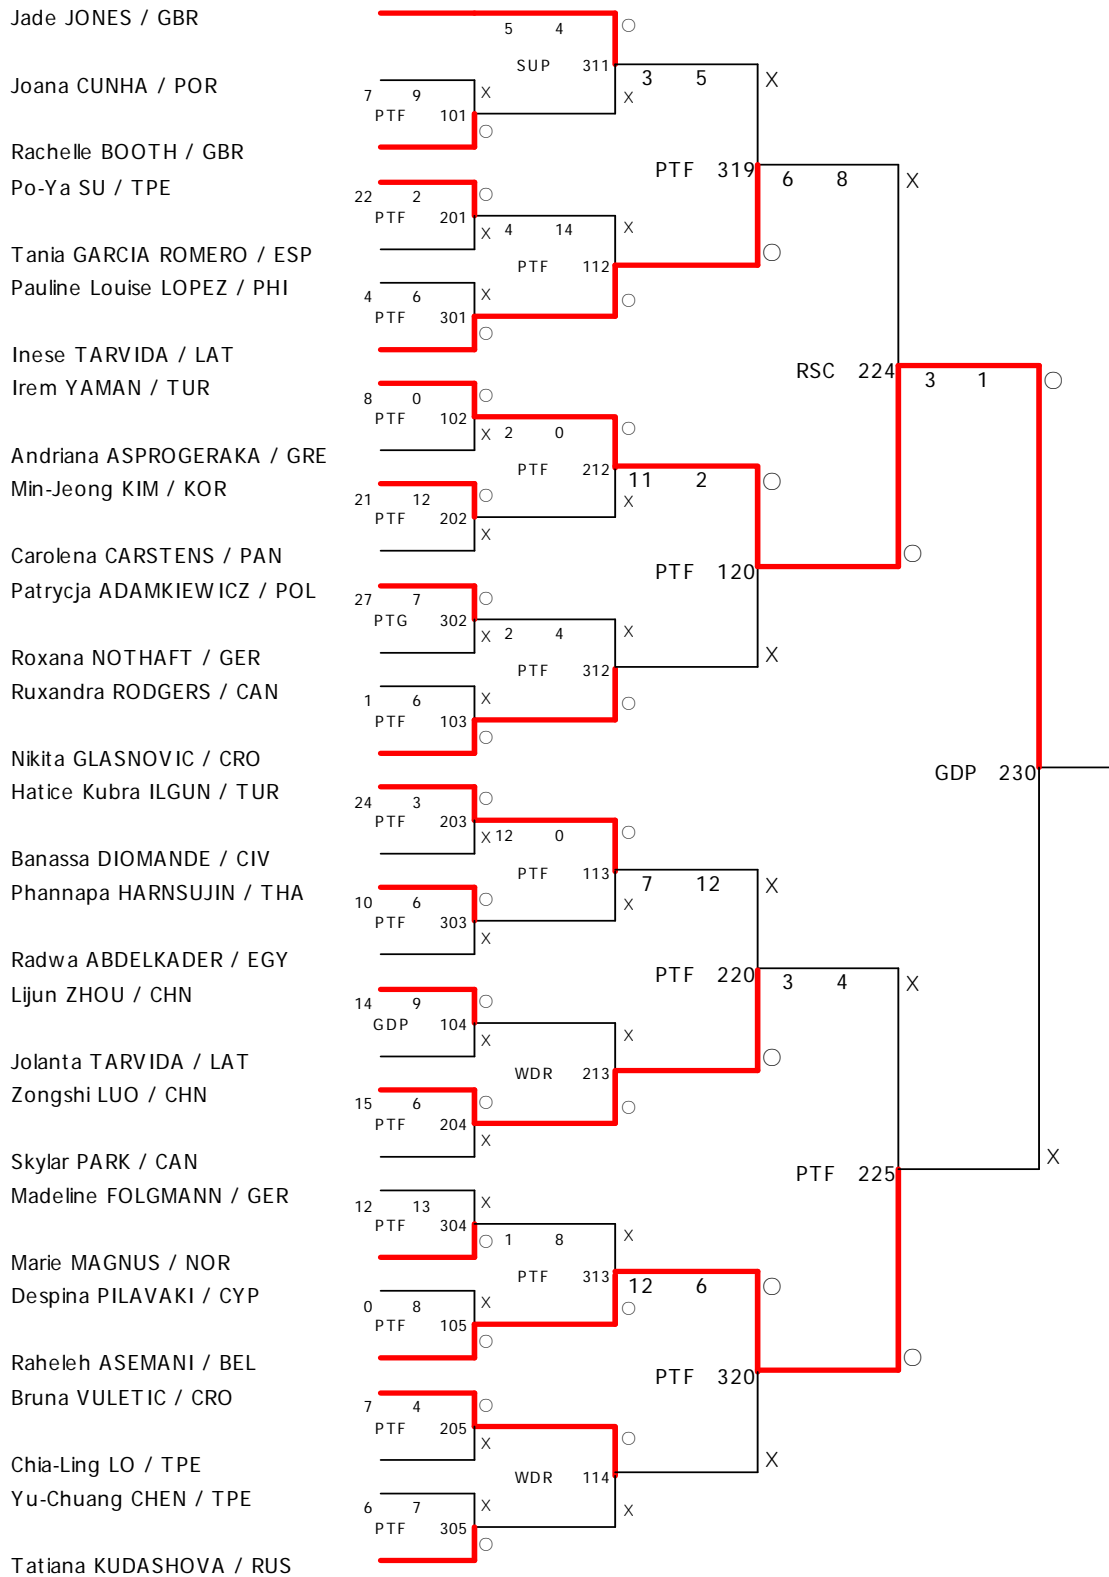 Jade JONES / GBR
5 4 ○
SUP 311
Joana CUNHA / POR
7 9 X
PTF 101
○
X
3 5 X
Rachelle BOOTH / GBR
Po-Ya SU / TPE
22 2 ○
PTF 201
X
4 14 X
PTF 319
6 8 X
Tania GARCIA ROMERO / ESP
PTF 112
○
Pauline Louise LOPEZ / PHI
4 6 X
PTF 301
○
○
Inese TARVIDA / LAT
Irem YAMAN / TUR
8 0 ○
PTF 102
X
2 0 ○
RSC 224
3 1 ○
Andriana ASPROGERAKA / GRE
PTF 212
Min-Jeong KIM / KOR
21 12 ○
PTF 202
X
X
11 2 ○
Carolena CARSTENS / PAN
○
Patrycja ADAMKIEWICZ / POL
27 7 ○
PTG 302
X
2 4 X
PTF 120
Roxana NOTHAFT / GER
PTF 312
X
Ruxandra RODGERS / CAN
1 6 X
PTF 103
○
○
Nikita GLASNOVIC / CRO
GDP 230
Hatice Kubra ILGUN / TUR
24 3 ○
PTF 203
X
12 0 ○
Banassa DIOMANDE / CIV
PTF 113
Phannapa HARNSUJIN / THA
10 6 ○
PTF 303
X
X
7 12 X
Radwa ABDELKADER / EGY
PTF 220
3 4 X
Lijun ZHOU / CHN
14 9 ○
GDP 104
X
X
Jolanta TARVIDA / LAT
WDR 213
○
Zongshi LUO / CHN
15 6 ○
PTF 204
X
○
Skylar PARK / CAN
X
PTF 225
Madeline FOLGMANN / GER
12 13 X
PTF 304
○
1 8 X
Marie MAGNUS / NOR
PTF 313
Despina PILAVAKI / CYP
0 8 X
PTF 105
○
○
12 6 ○
Raheleh ASEMANI / BEL
○
Bruna VULETIC / CRO
7 4 ○
PTF 205
X
○
PTF 320
Chia-Ling LO / TPE
WDR 114
X
Yu-Chuang CHEN / TPE
6 7 X
PTF 305
○
X
Tatiana KUDASHOVA / RUS